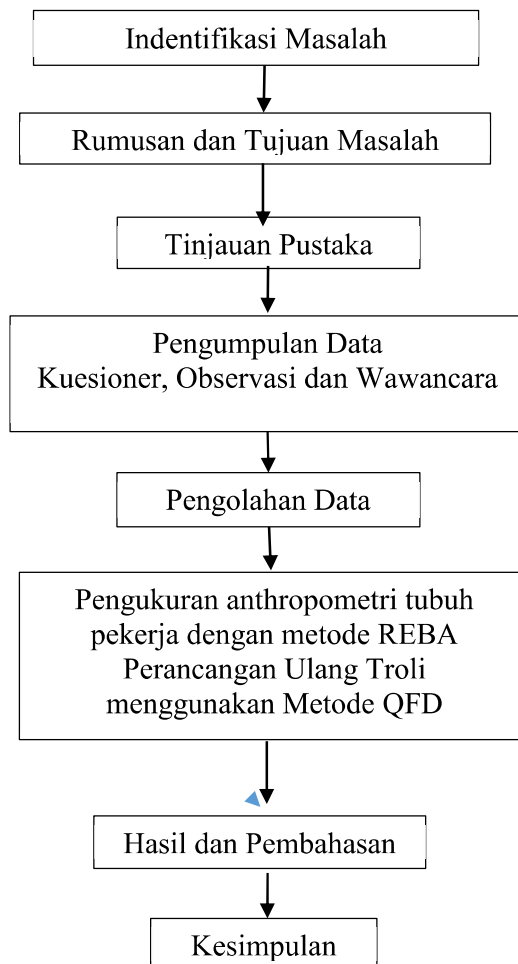 Indentifikasi Masalah
Rumusan dan Tujuan Masalah
Tinjauan Pustaka
Pengumpulan Data
Kuesioner, Observasi dan Wawancara
Pengolahan Data
Pengukuran anthropometri tubuh
pekerja dengan metode REBA
Perancangan Ulang Troli
menggunakan Metode QFD
Hasil dan Pembahasan
Kesimpulan